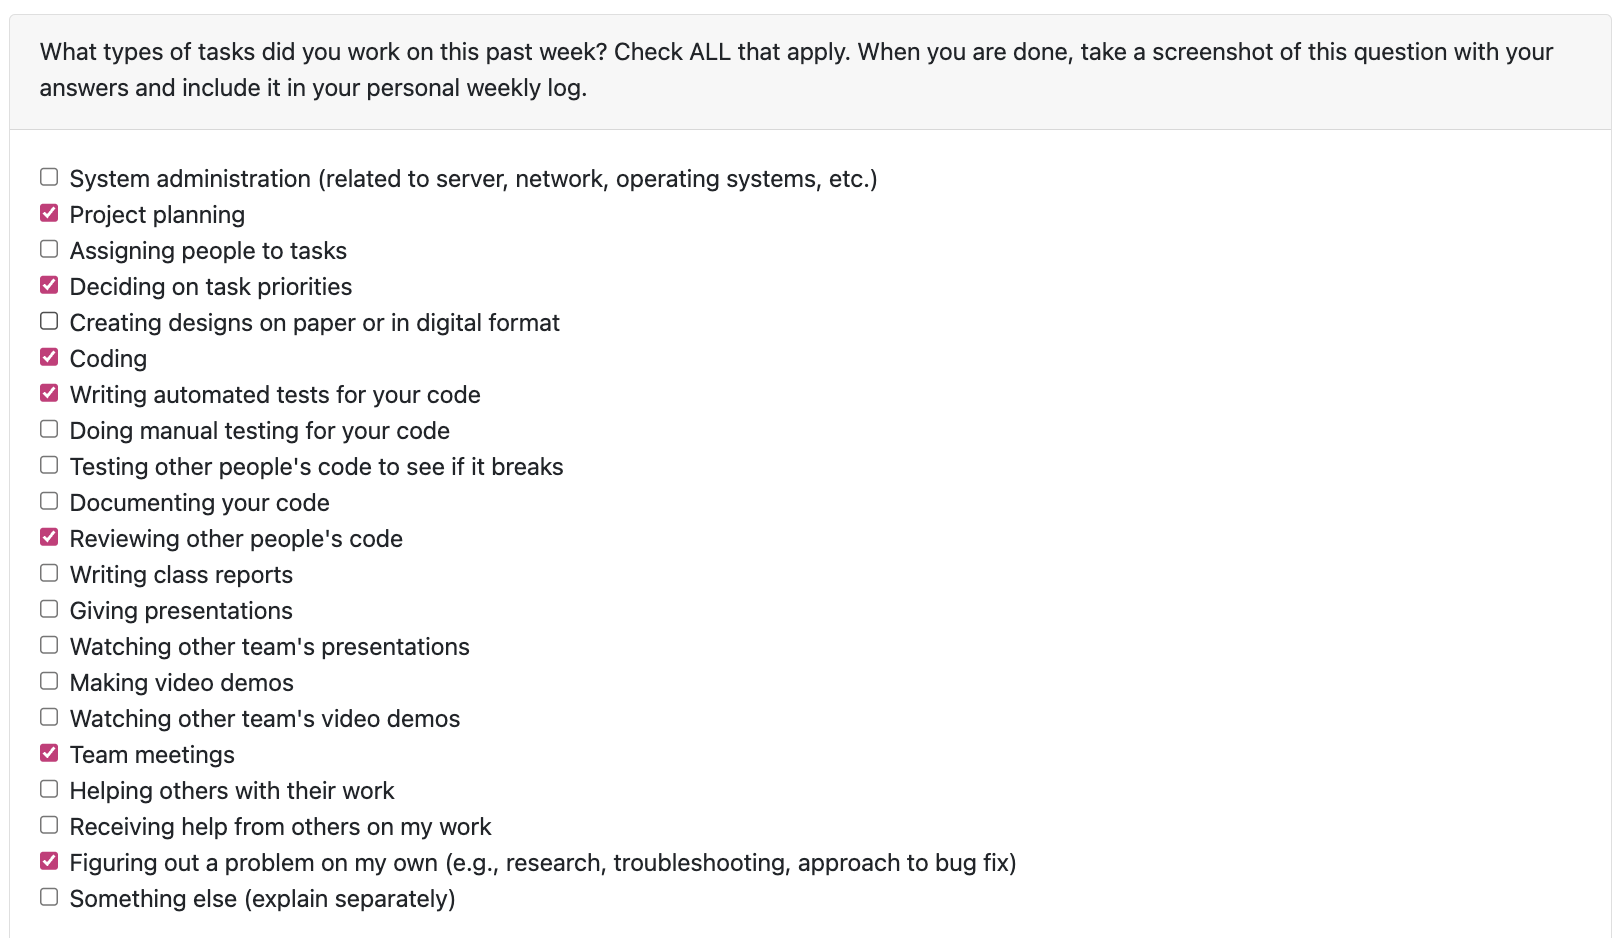 What types of tasks did you work on this past week? Check ALL that apply. When you are done, take a screenshot of this question with your
answers and include it in your personal weekly log.
System administration (related to server, network, operating systems, etc.)
Project planning
Assigning people to tasks
Deciding on task priorities
Creating designs on paper or in digital format
Coding
Writing automated tests for your code
Doing manual testing for your code
Testing other people's code to see if it breaks
Documenting your code
Reviewing other people's code
Writing class reports
Giving presentations
Watching other team's presentations
Making video demos
Watching other team's video demos
Team meetings
Helping others with their work
Receiving help from others on my work
Figuring out a problem on my own (e.g., research, troubleshooting, approach to bug fix)
Something else (explain separately)